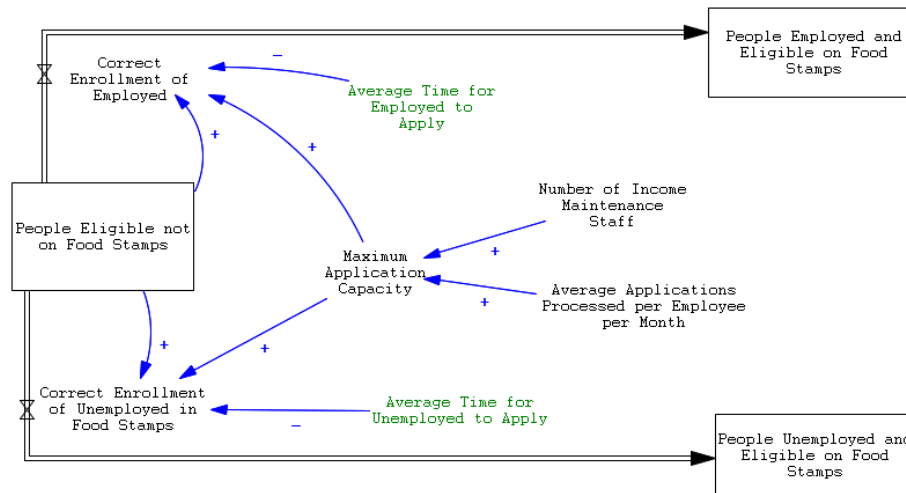 People Employed and
Eligible on Food
Stamps
Correct
Enrollment of
Employed
−
Average Time for
Employed to
Apply
+
+
People Eligible not
on Food Stamps
Number of Income
Maintenance
Staff
+
Maximum
Application
Capacity
Average Applications
Processed per Employee
per Month
+
+
+
Correct Enrollment
of Unemployed in
Food Stamps
Average Time for
Unemployed to Apply
−
People Unemployed and
Eligible on Food
Stamps